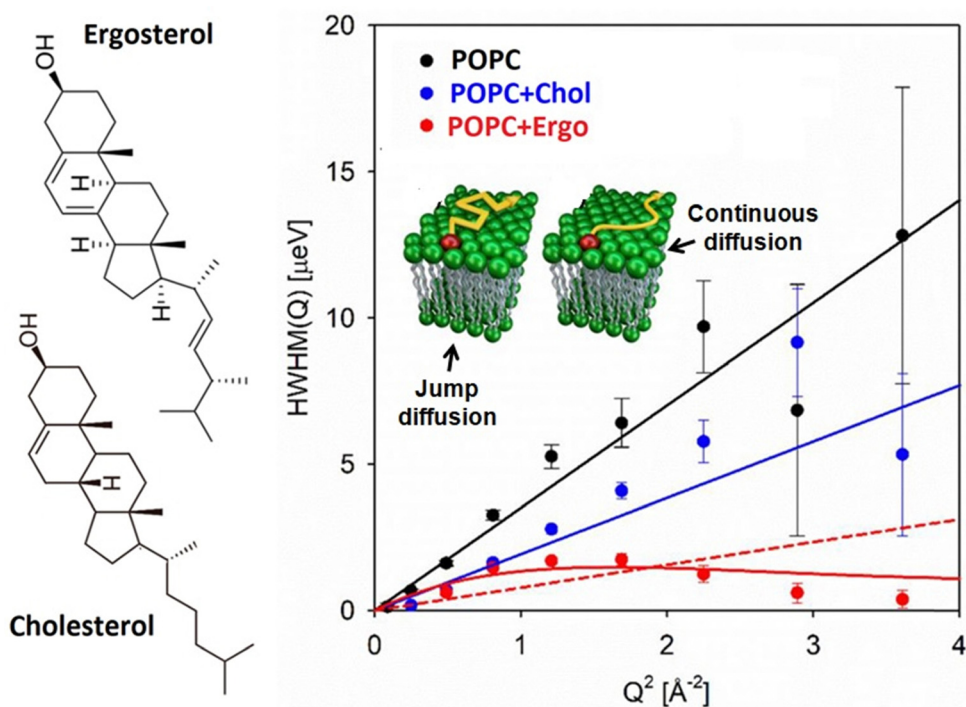 Ergosterol
OH
H
H
H
OH
H
Cholesterol
20
15
10
5
0
HWHM(Q) [μeV]
POPC
POPC+Chol
POPC+Ergo
Continuous
diffusion
Jump
diffusion
0
1
2
3
4
Q² [Å⁻²]